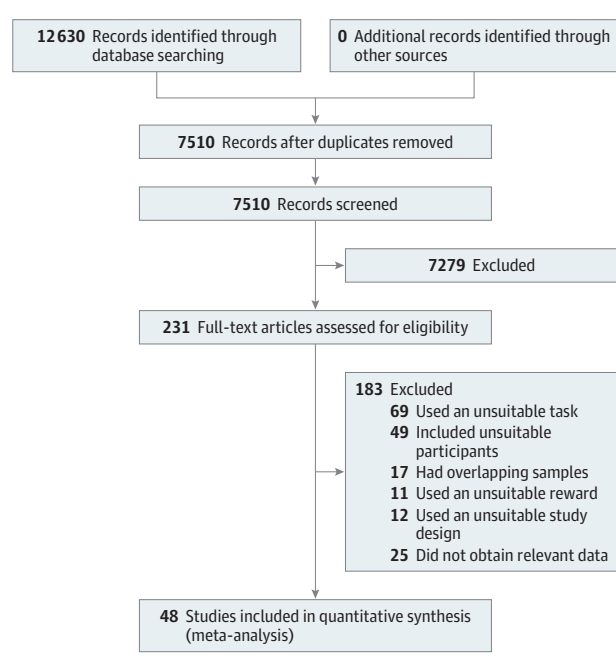 12630 Records identified through
database searching
0 Additional records identified through
other sources
7510 Records after duplicates removed
7510 Records screened
7279 Excluded
231 Full-text articles assessed for eligibility
183 Excluded
69 Used an unsuitable task
49 Included unsuitable
participants
17 Had overlapping samples
11 Used an unsuitable reward
12 Used an unsuitable study
design
25 Did not obtain relevant data
48 Studies included in quantitative synthesis
(meta-analysis)